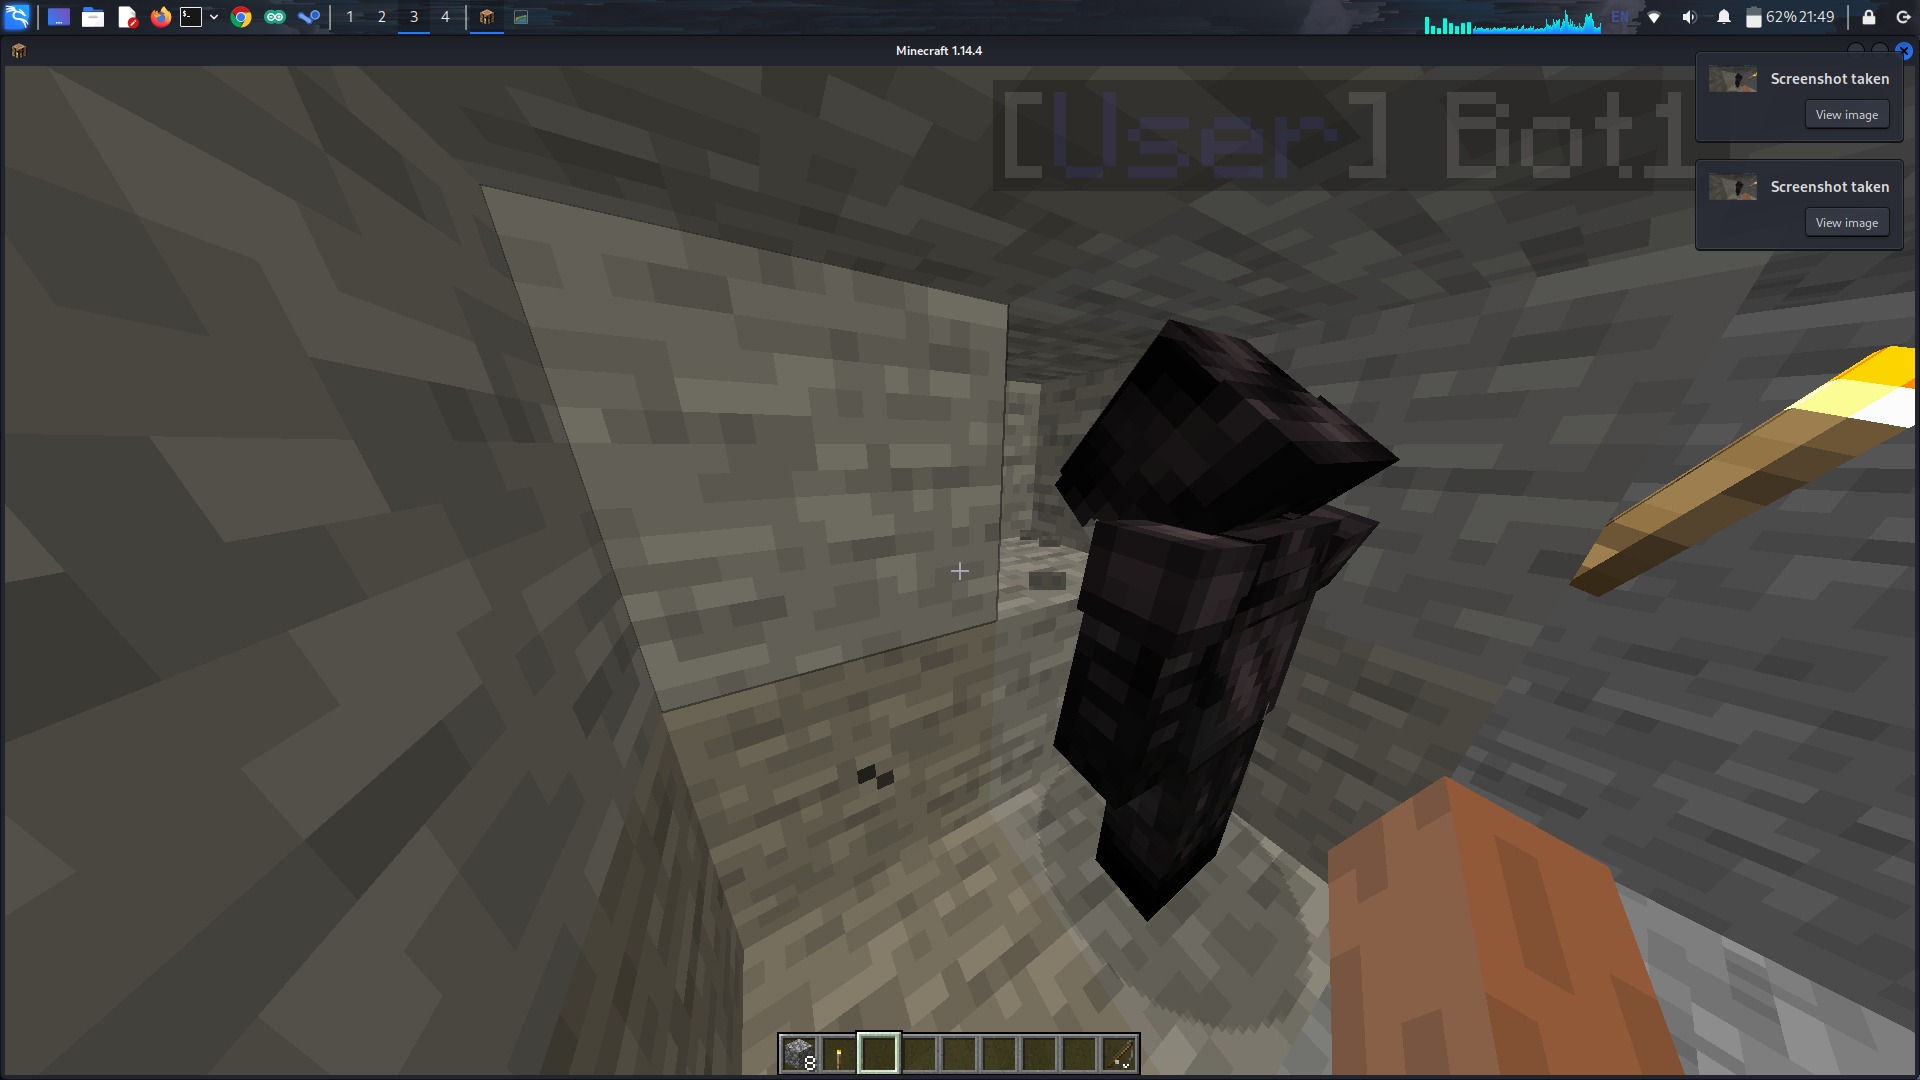 1 2 3 4
EN
62% 21:49
Minecraft 1.14.4
Screenshot taken
View image
Screenshot taken
View image
[User] Bot1
8